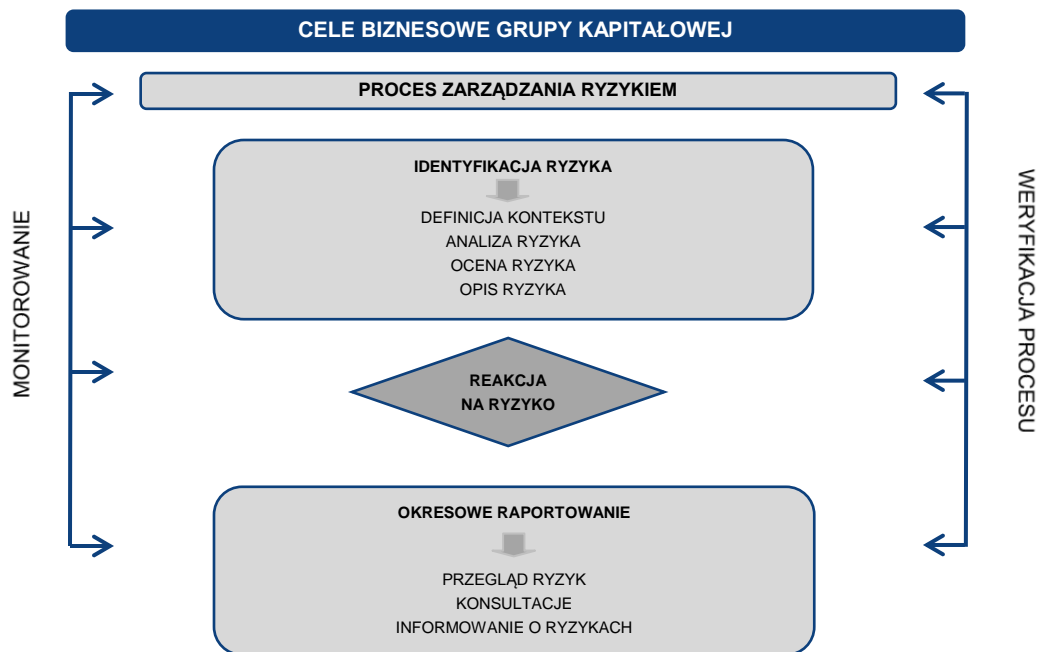 CELE BIZNESOWE GRUPY KAPITAŁOWEJ
PROCES ZARZĄDZANIA RYZYKIEM
MONITOROWANIE
IDENTYFIKACJA RYZYKA
DEFINICJA KONTEKSTU
ANALIZA RYZYKA
OCENA RYZYKA
OPIS RYZYKA
REAKCJA
NA RYZYKO
OKRESOWE RAPORTOWANIE
PRZEGLĄD RYZYK
KONSULTACJE
INFORMOWANIE O RYZYKACH
WERYFIKACJA PROCESU